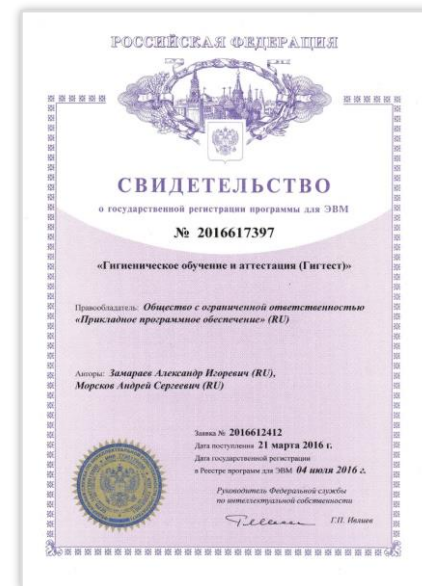 РОССИЙСКАЯ ФЕДЕРАЦИЯ
СВИДЕТЕЛЬСТВО
о государственной регистрации программы для ЭВМ
№ 2016617397
«Гигиеническое обучение и аттестация (Гигтест)»
Правообладатель: Общество с ограниченной ответственностью
«Прикладное программное обеспечение» (RU)
Авторы: Замараев Александр Игоревич (RU),
Морсков Андрей Сергеевич (RU)
Заявка № 2016612412
Дата поступления 21 марта 2016 г.
Дата государственной регистрации
в Реестре программ для ЭВМ 04 июля 2016 г.
Руководитель Федеральной службы
по интеллектуальной собственности
Г.П. Ивлиев